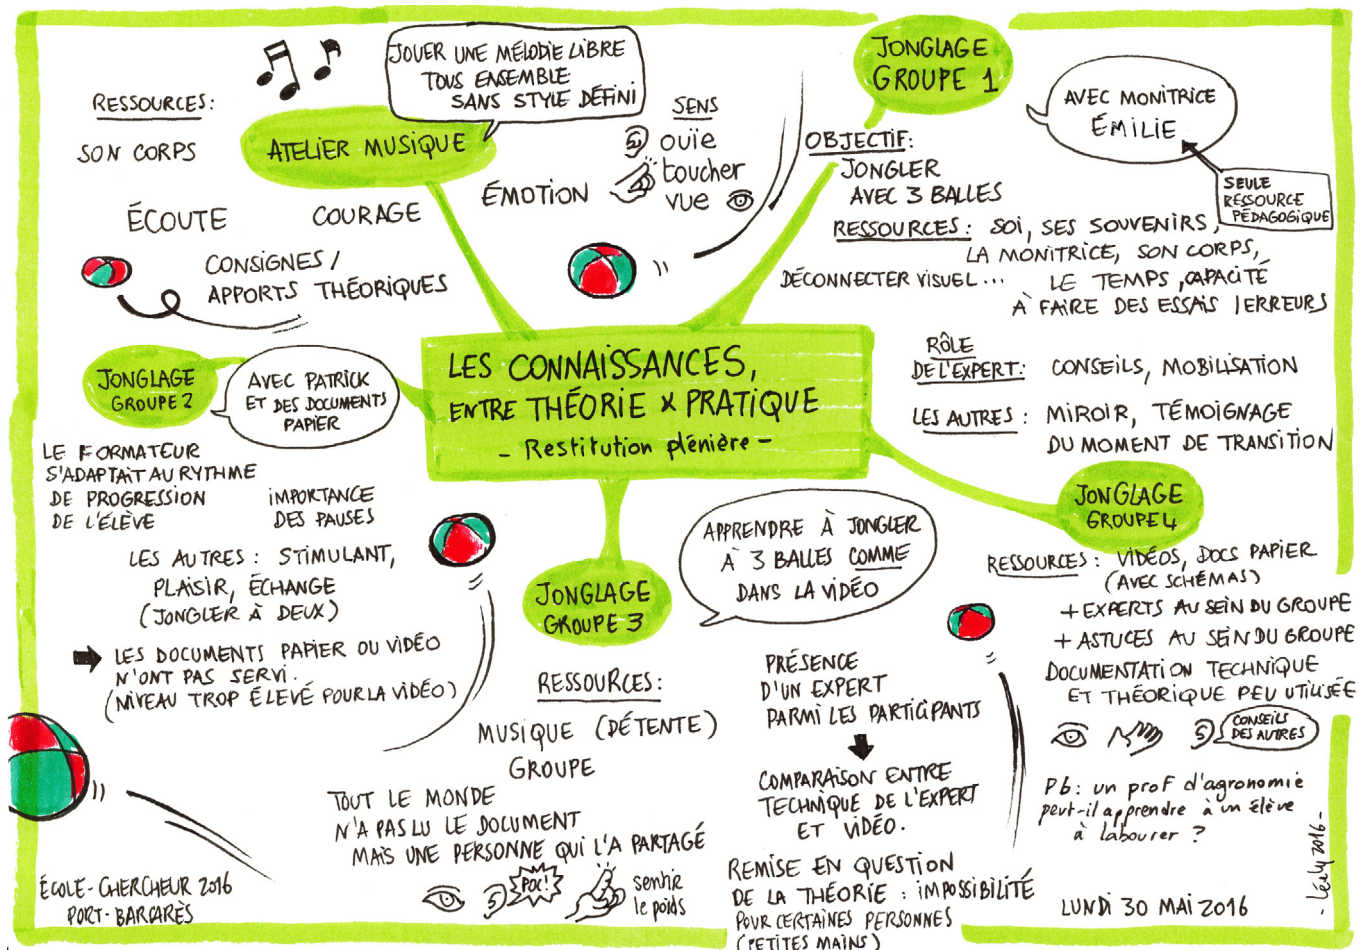 LES CONNAISSANCES,
ENTRE THÉORIE X PRATIQUE
- Restitution plénière -
ATELIER MUSIQUE
JOUER UNE MÉLODIE LIBRE
TOUS ENSEMBLE
SANS STYLE DÉFINI
RESSOURCES:
SON CORPS
ÉCOUTE
COURAGE
ÉMOTION
SENS
ouïe
toucher
vue
CONSIGNES /
APPORTS THÉORIQUES
JONGLAGE
GROUPE 1
AVEC MONITRICE
ÉMILIE
SEULE
RESSOURCE
PÉDAGOGIQUE
OBJECTIF:
JONGLER
AVEC 3 BALLES
RESSOURCES: SOI, SES SOUVENIRS,
LA MONITRICE, SON CORPS,
DÉCONNECTER VISUEL... LE TEMPS, CAPACITÉ
À FAIRE DES ESSAIS / ERREURS
RÔLE
DE L'EXPERT: CONSEILS, MOBILISATION
LES AUTRES: MIROIR, TÉMOIGNAGE
DU MOMENT DE TRANSITION
JONGLAGE
GROUPE 2
AVEC PATRICK
ET DES DOCUMENTS
PAPIER
LE FORMATEUR
S'ADAPTAIT AU RYTHME
DE PROGRESSION
DE L'ÉLÈVE
IMPORTANCE
DES PAUSES
LES AUTRES : STIMULANT,
PLAISIR, ÉCHANGE
(JONGLER À DEUX)
LES DOCUMENTS PAPIER OU VIDÉO
N'ONT PAS SERVI.
(NIVEAU TROP ÉLEVÉ POUR LA VIDÉO)
JONGLAGE
GROUPE 3
APPRENDRE À JONGLER
À 3 BALLES COMME
DANS LA VIDÉO
RESSOURCES:
MUSIQUE (DÉTENTE)
GROUPE
TOUT LE MONDE
N'A PAS LU LE DOCUMENT
MAIS UNE PERSONNE QUI L'A PARTAGÉ
POC!
sentir
le poids
PRÉSENCE
D'UN EXPERT
PARMI LES PARTICIPANTS
COMPARAISON ENTRE
TECHNIQUE DE L'EXPERT
ET VIDÉO.
REMISE EN QUESTION
DE LA THÉORIE : IMPOSSIBILITÉ
POUR CERTAINES PERSONNES
(PETITES MAINS)
JONGLAGE
GROUPE 4
RESSOURCES: VIDÉOS, DOCS PAPIER
(AVEC SCHÉMAS)
+ EXPERTS AU SEIN DU GROUPE
+ ASTUCES AU SEIN DU GROUPE
DOCUMENTATION TECHNIQUE
ET THÉORIQUE PEU UTILISÉE
CONSEILS
DES AUTRES
Pb: un prof d'agronomie
peut-il apprendre à un élève
à labourer ?
ÉCOLE-CHERCHEUR 2016
PORT-BARCARÈS
LUNDI 30 MAI 2016